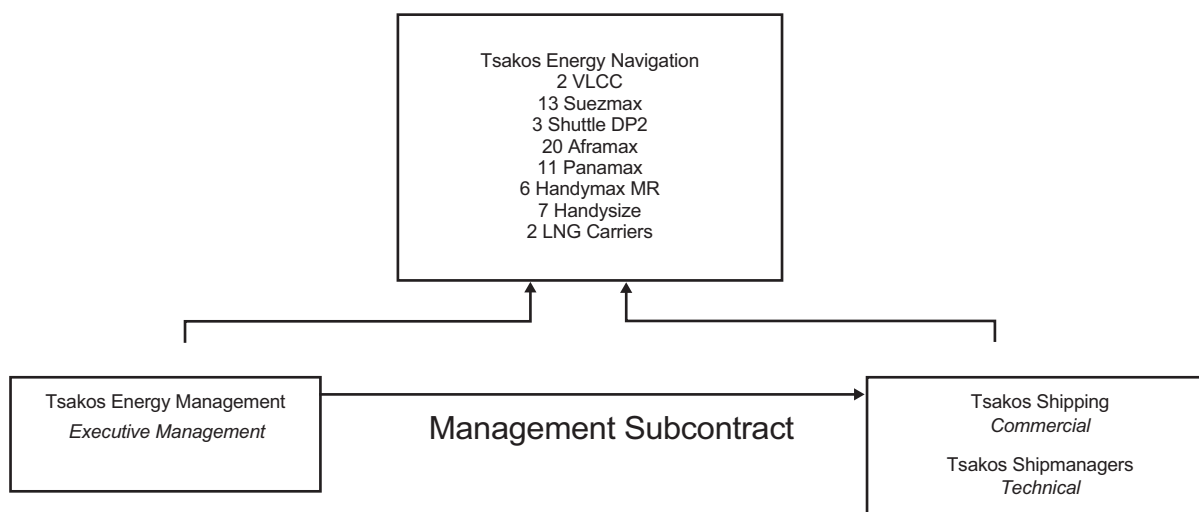 Tsakos Energy Navigation
2 VLCC
13 Suezmax
3 Shuttle DP2
20 Aframax
11 Panamax
6 Handymax MR
7 Handysize
2 LNG Carriers
Tsakos Energy Management
Executive Management
Management Subcontract
Tsakos Shipping
Commercial
Tsakos Shipmanagers
Technical